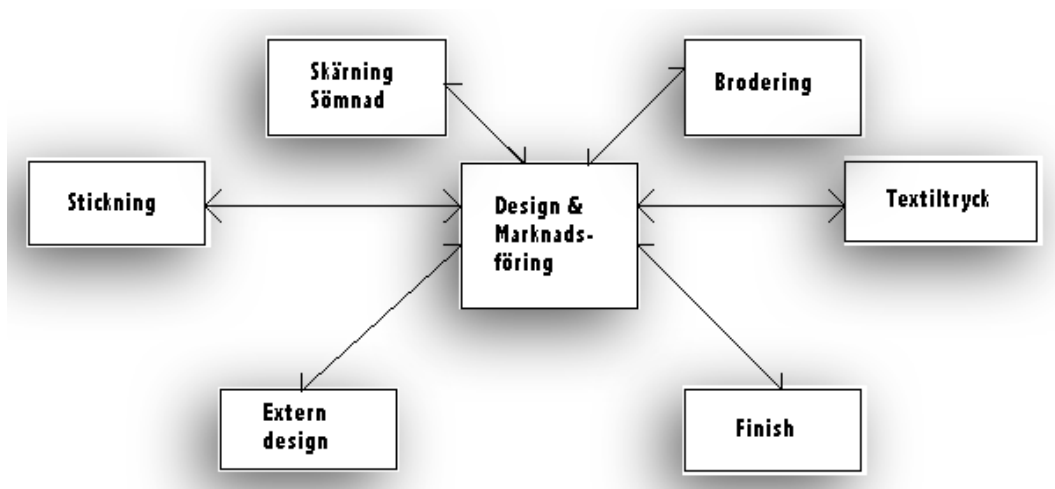 Skärning
Sömnad
Brodering
Stickning
Design &
Marknads-
föring
Textiltryck
Extern
design
Finish